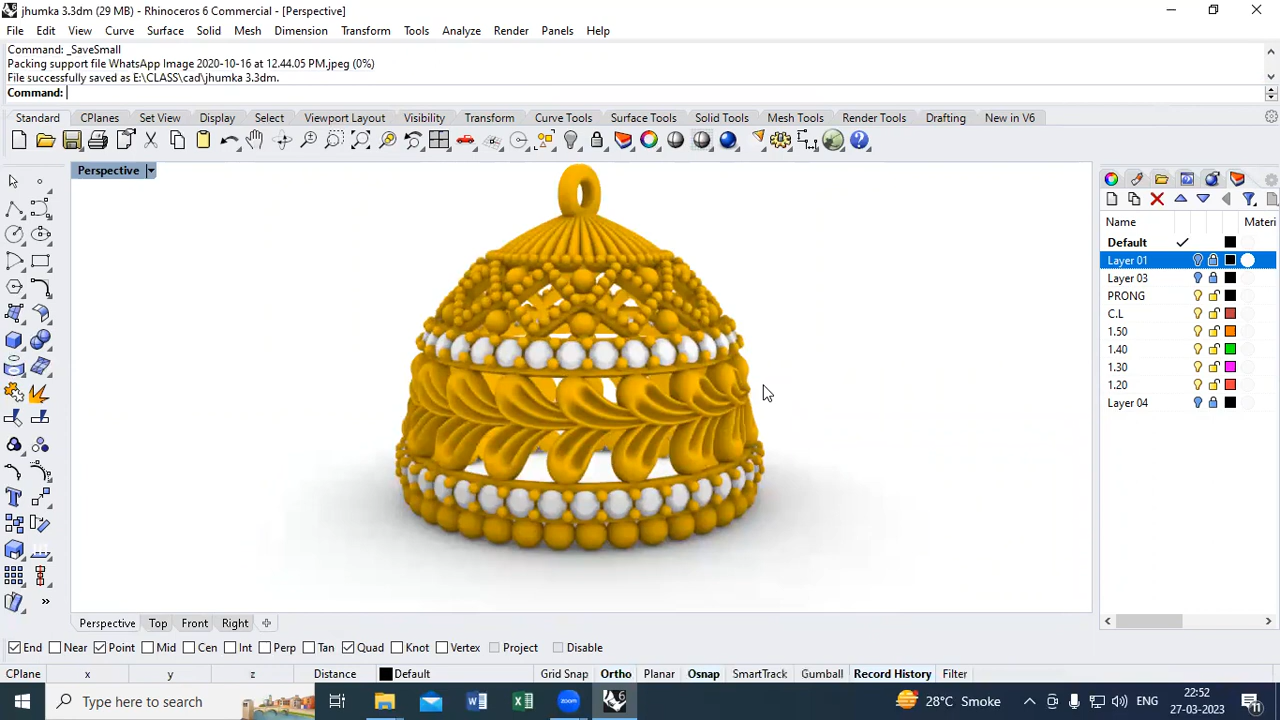 jhumka 3.3dm (29 MB) - Rhinoceros 6 Commercial - [Perspective]
File Edit View Curve Surface Solid Mesh Dimension Transform Tools Analyze Render Panels Help
Command: _SaveSmall
Packing support file WhatsApp Image 2020-10-16 at 12.44.05 PM.jpeg (0%)
File successfully saved as E:\CLASS\cad\jhumka 3.3dm.
Command:
Standard CPlanes Set View Display Select Viewport Layout Visibility Transform Curve Tools Surface Tools Solid Tools Mesh Tools Render Tools Drafting New in V6
Perspective
Name Materi
Default
Layer 01
Layer 03
PRONG
C.L
1.50
1.40
1.30
1.20
Layer 04
Perspective Top Front Right
End Near Point Mid Cen Int Perp Tan Quad Knot Vertex Project Disable
CPlane x y z Distance Default Grid Snap Ortho Planar Osnap SmartTrack Gumball Record History Filter
Type here to search
zoom
6
28°C Smoke
ENG
22:52
27-03-2023
11